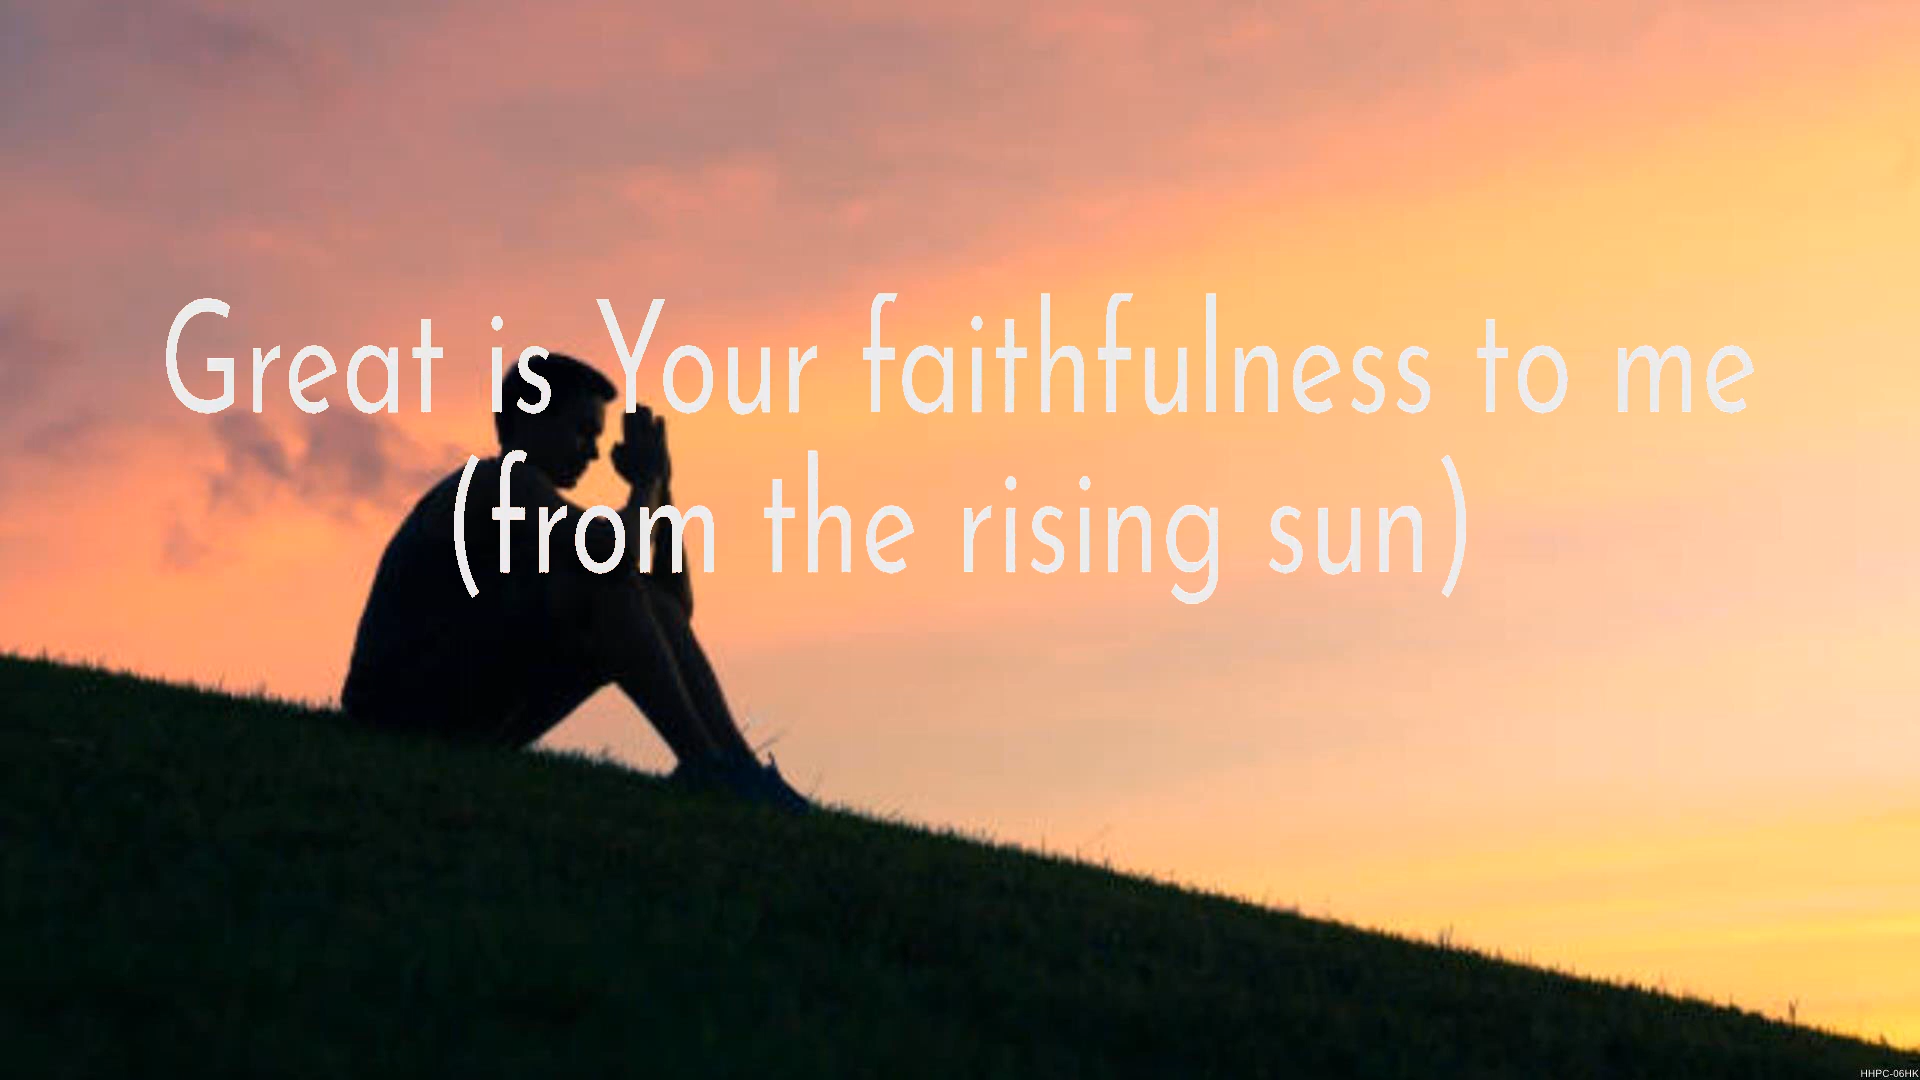 Great is Your faithfulness to me
(from the rising sun)
HHPC-06HK